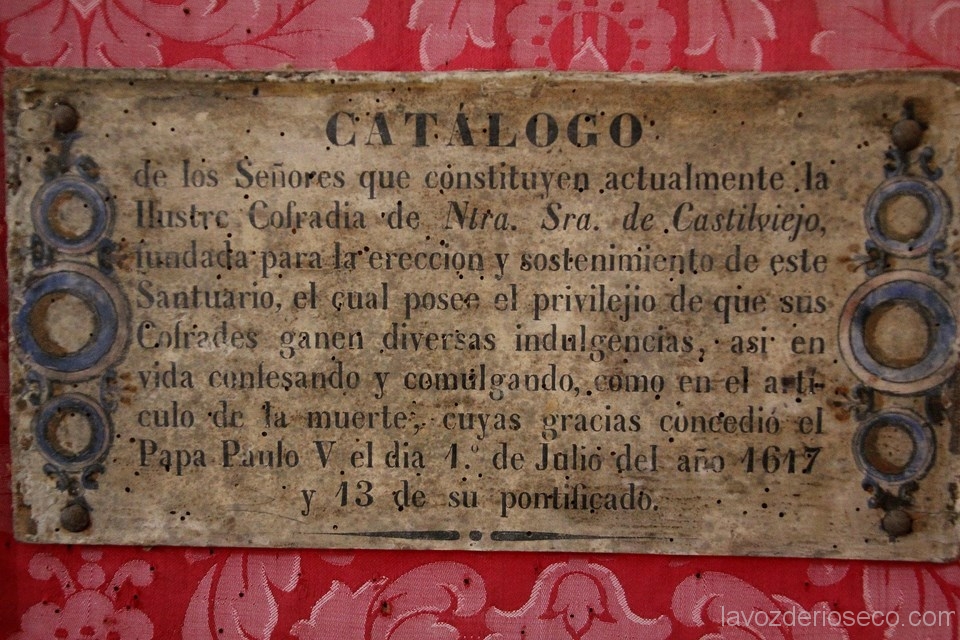 CATÁLOGO
de los Señores que constituyen actualmente la
Ilustre Cofradia de Ntra. Sra. de Castilviejo,
fundada para la ereccion y sostenimiento de este
Santuario, el cual posee el privilejio de que sus
Cofrades ganen diversas indulgencias, asi en
vida confesando y comulgando, como en el arti-
culo de la muerte; cuyas gracias concedió el
Papa Paulo V el dia 1.º de Julio del año 1617
y 13 de su pontificado.
lavozderioseco.com